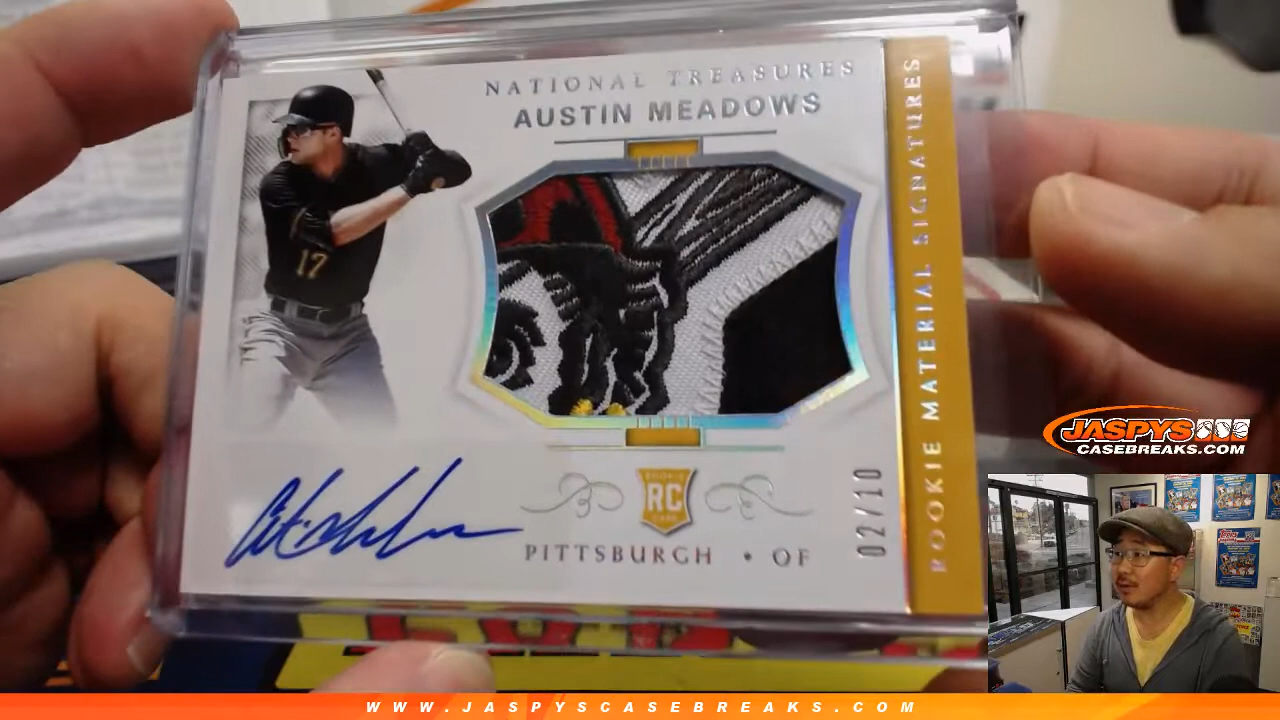 NATIONAL TREASURES
AUSTIN MEADOWS
17
RC
PITTSBURGH • OF
02/10
ROOKIE MATERIAL SIGNATURES
JASPYS
CASEBREAKS.COM
WWW.JASPYSCASEBREAKS.COM